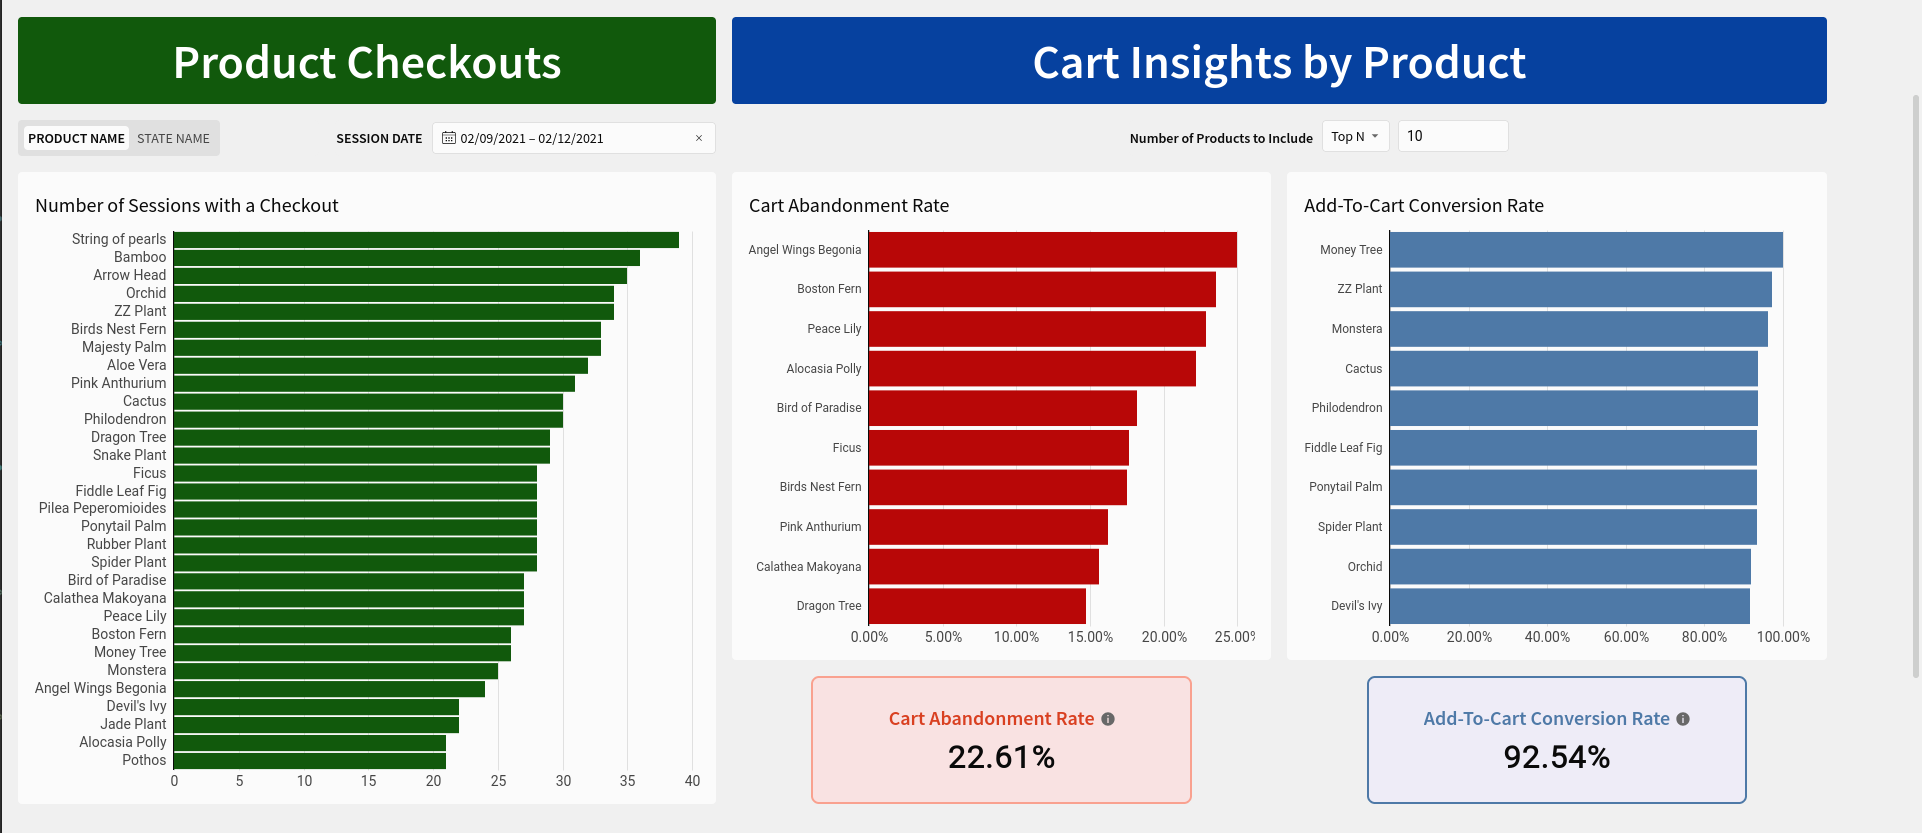 Product Checkouts
Cart Insights by Product
PRODUCT NAME STATE NAME
SESSION DATE 02/09/2021 – 02/12/2021 ×
Number of Products to Include Top N 10
Number of Sessions with a Checkout
String of pearls
Bamboo
Arrow Head
Orchid
ZZ Plant
Birds Nest Fern
Majesty Palm
Aloe Vera
Pink Anthurium
Cactus
Philodendron
Dragon Tree
Snake Plant
Ficus
Fiddle Leaf Fig
Pilea Peperomioides
Ponytail Palm
Rubber Plant
Spider Plant
Bird of Paradise
Calathea Makoyana
Peace Lily
Boston Fern
Money Tree
Monstera
Angel Wings Begonia
Devil's Ivy
Jade Plant
Alocasia Polly
Pothos
0 5 10 15 20 25 30 35 40
Cart Abandonment Rate
Angel Wings Begonia
Boston Fern
Peace Lily
Alocasia Polly
Bird of Paradise
Ficus
Birds Nest Fern
Pink Anthurium
Calathea Makoyana
Dragon Tree
0.00% 5.00% 10.00% 15.00% 20.00% 25.00%
Add-To-Cart Conversion Rate
Money Tree
ZZ Plant
Monstera
Cactus
Philodendron
Fiddle Leaf Fig
Ponytail Palm
Spider Plant
Orchid
Devil's Ivy
0.00% 20.00% 40.00% 60.00% 80.00% 100.00%
Cart Abandonment Rate
22.61%
Add-To-Cart Conversion Rate
92.54%